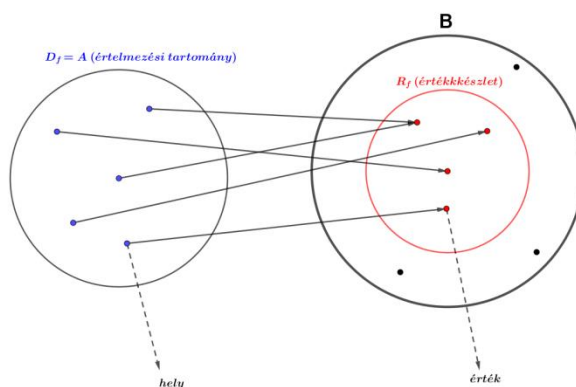 B
D_f = A (értelmezési tartomány)
R_f (értékkkészlet)
hely
érték